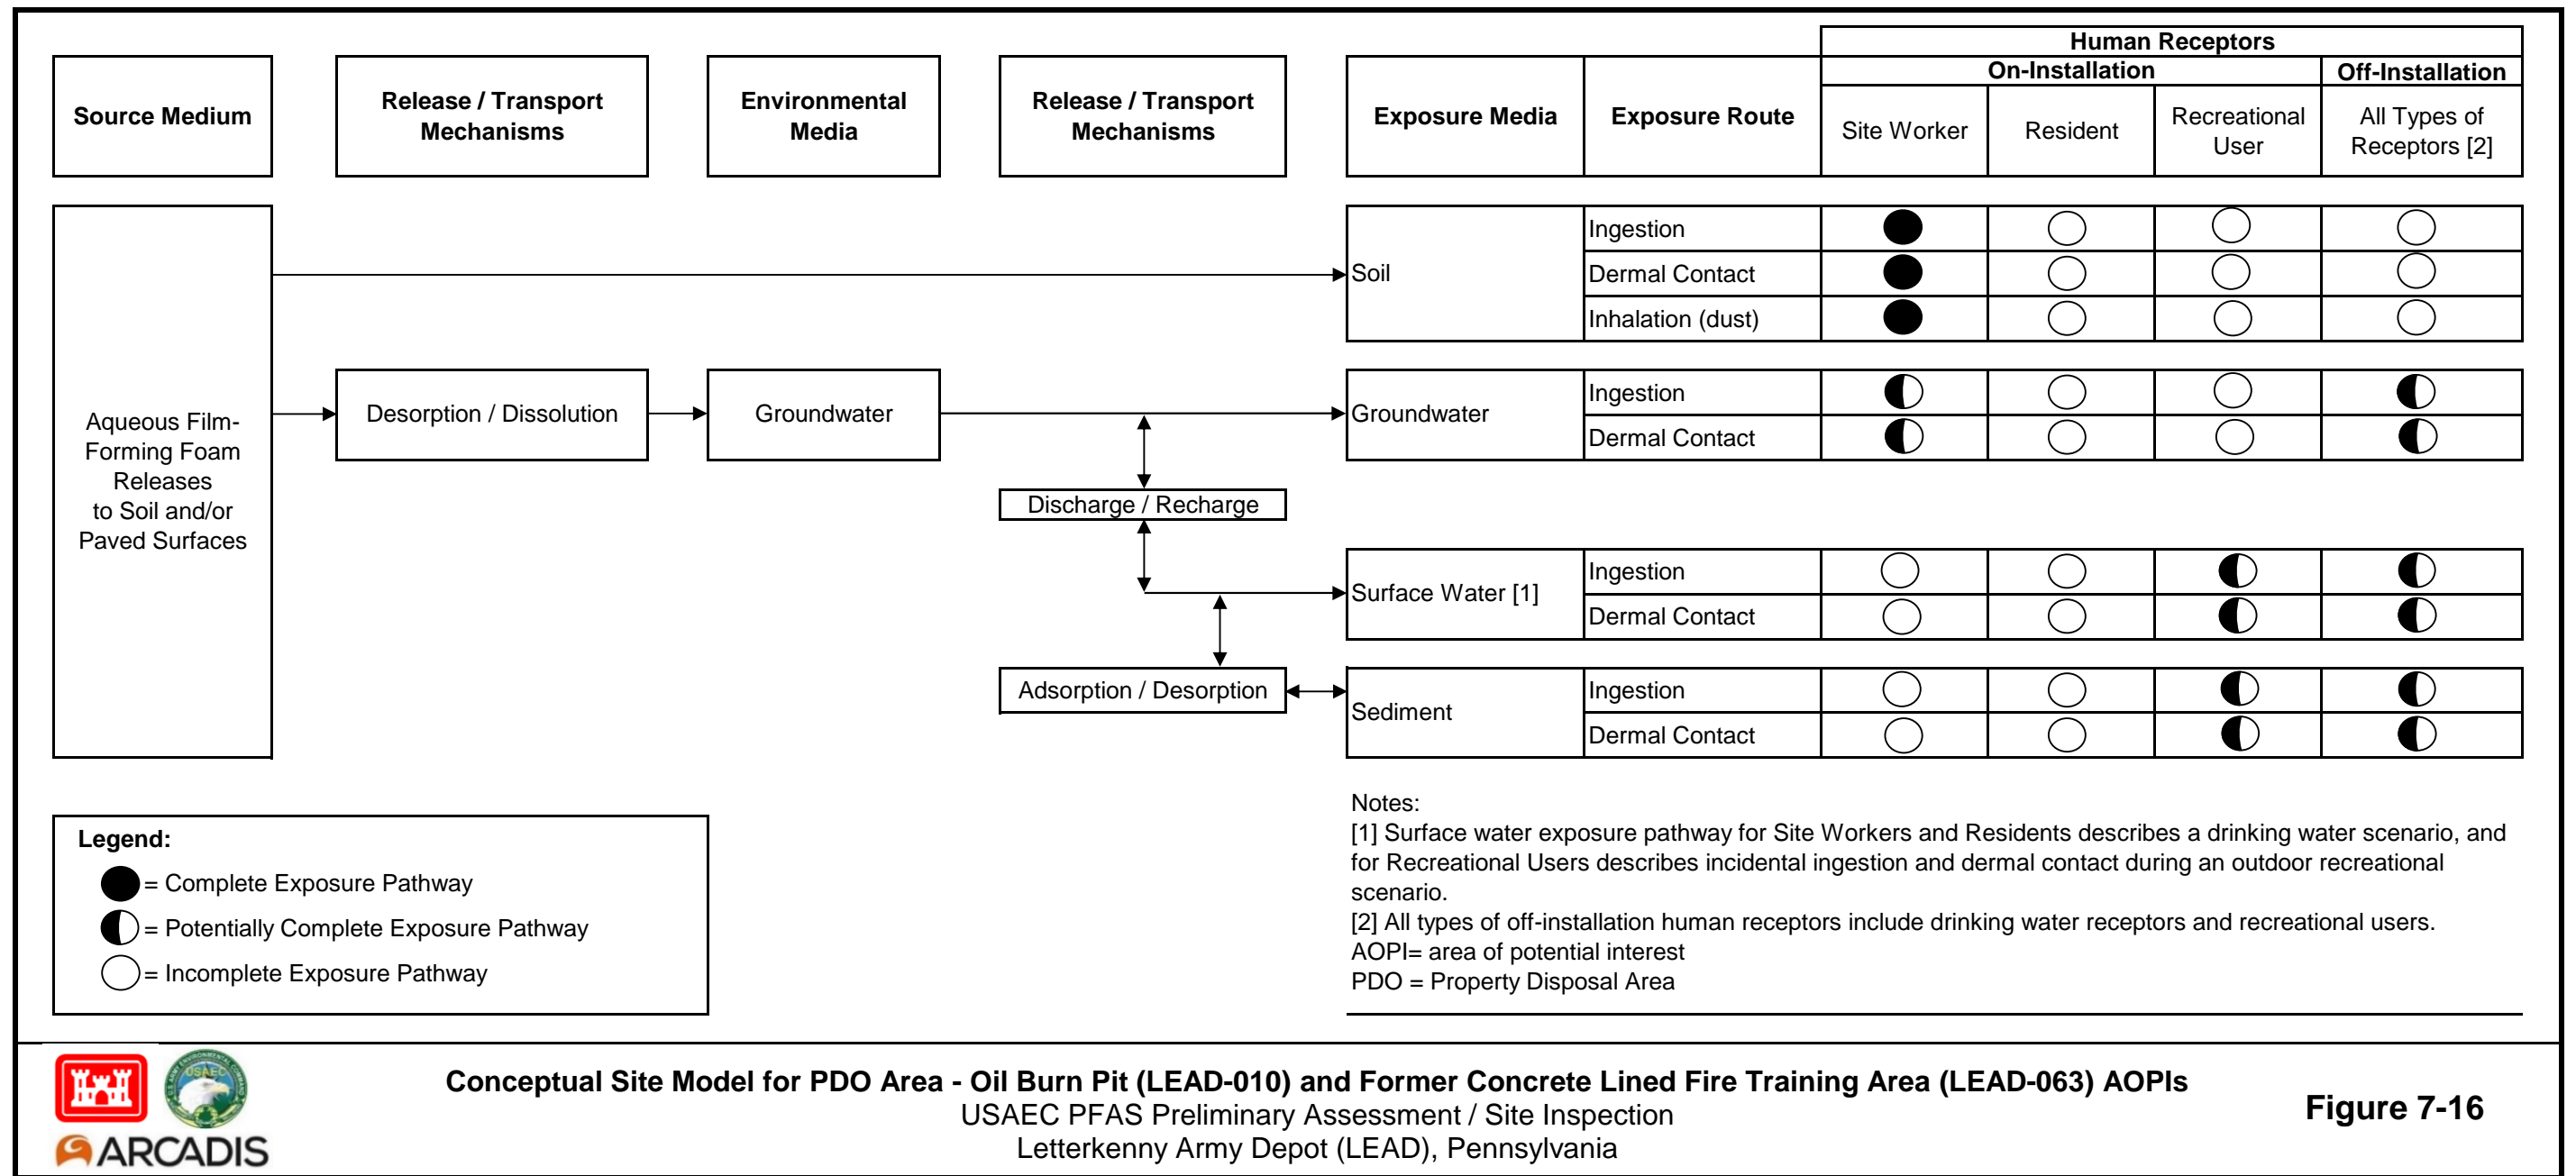 Human Receptors
On-Installation
Off-Installation
Source Medium
Release / Transport
Mechanisms
Environmental
Media
Release / Transport
Mechanisms
Exposure Media
Exposure Route
Site Worker
Resident
Recreational
User
All Types of
Receptors [2]
Aqueous Film-
Forming Foam
Releases
to Soil and/or
Paved Surfaces
Soil
Ingestion
Dermal Contact
Inhalation (dust)
Desorption / Dissolution
Groundwater
Groundwater
Ingestion
Dermal Contact
Discharge / Recharge
Surface Water [1]
Ingestion
Dermal Contact
Adsorption / Desorption
Sediment
Ingestion
Dermal Contact
Legend:
= Complete Exposure Pathway
= Potentially Complete Exposure Pathway
= Incomplete Exposure Pathway
Notes:
[1] Surface water exposure pathway for Site Workers and Residents describes a drinking water scenario, and
for Recreational Users describes incidental ingestion and dermal contact during an outdoor recreational
scenario.
[2] All types of off-installation human receptors include drinking water receptors and recreational users.
AOPI= area of potential interest
PDO = Property Disposal Area
USAEC
ARCADIS
Conceptual Site Model for PDO Area - Oil Burn Pit (LEAD-010) and Former Concrete Lined Fire Training Area (LEAD-063) AOPIs
USAEC PFAS Preliminary Assessment / Site Inspection
Letterkenny Army Depot (LEAD), Pennsylvania
Figure 7-16